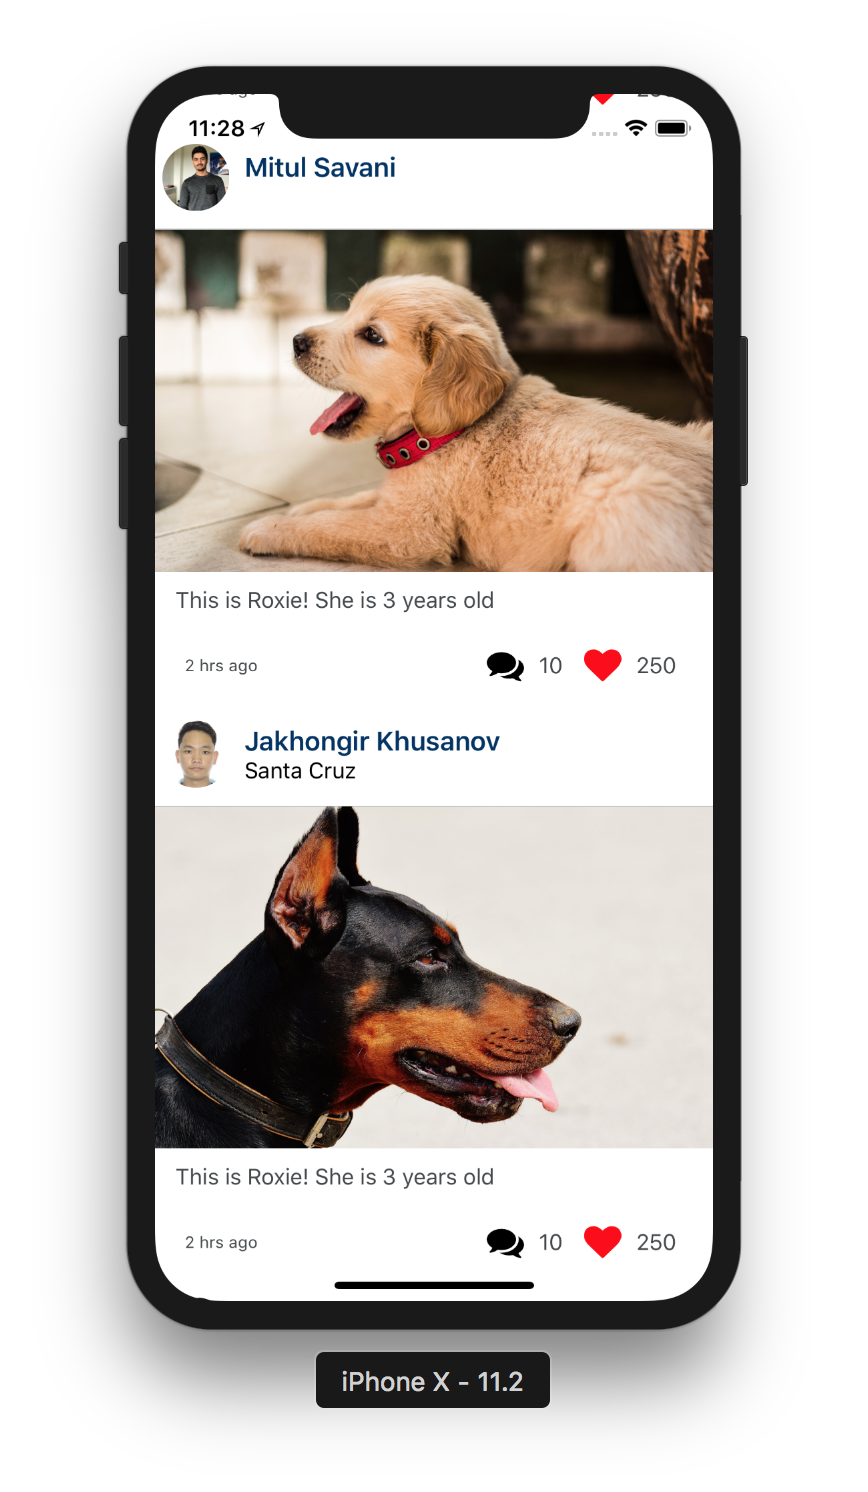 11:28
Mitul Savani
This is Roxie! She is 3 years old
2 hrs ago 10 250
Jakhongir Khusanov
Santa Cruz
This is Roxie! She is 3 years old
2 hrs ago 10 250
iPhone X - 11.2